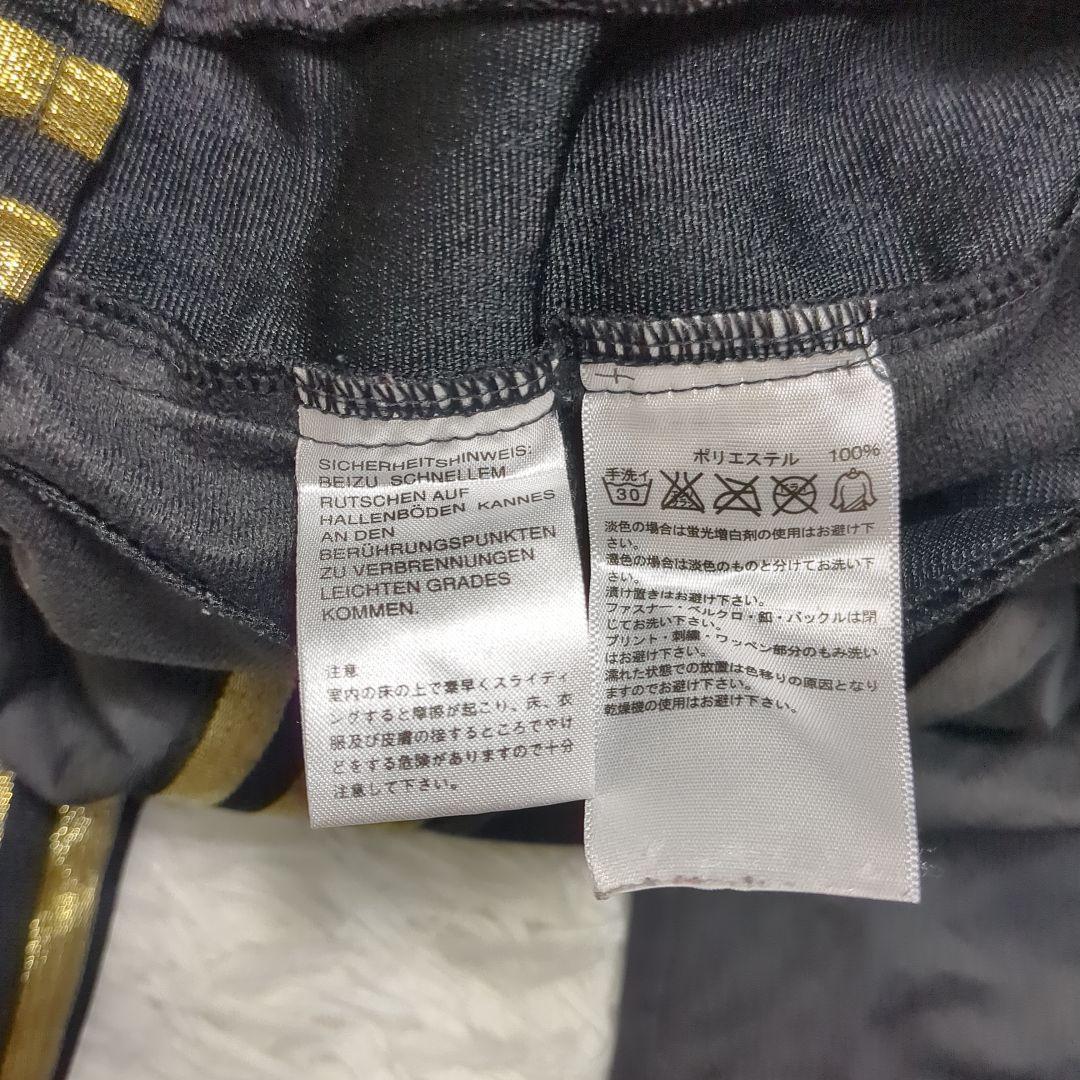 SICHERHEITSHINWEIS:
BEIZU SCHNELLEM
RUTSCHEN AUF
HALLENBÖDEN KANNES
AN DEN
BERÜHRUNGSPUNKTEN
ZU VERBRENNUNGEN
LEICHTEN GRADES
KOMMEN.
注意
室内の床の上で素早くスライディ
ングすると摩擦が起こり、床、衣
服及び皮膚の接するところでやけ
どをする危険がありますので十分
注意して下さい。
ポリエステル 100%
手洗イ
30
淡色の場合は蛍光増白剤の使用はお避け下
さい。
濃色の場合は淡色のものと分けてお洗い下
さい。
漬け置きはお避け下さい。
ファスナー・ベルクロ・釦・バックルは閉
じてお洗い下さい。
プリント・刺繍・ワッペン部分のもみ洗い
はお避け下さい。
濡れた状態での放置は色移りの原因となり
ますのでお避け下さい。
乾燥機の使用はお避け下さい。